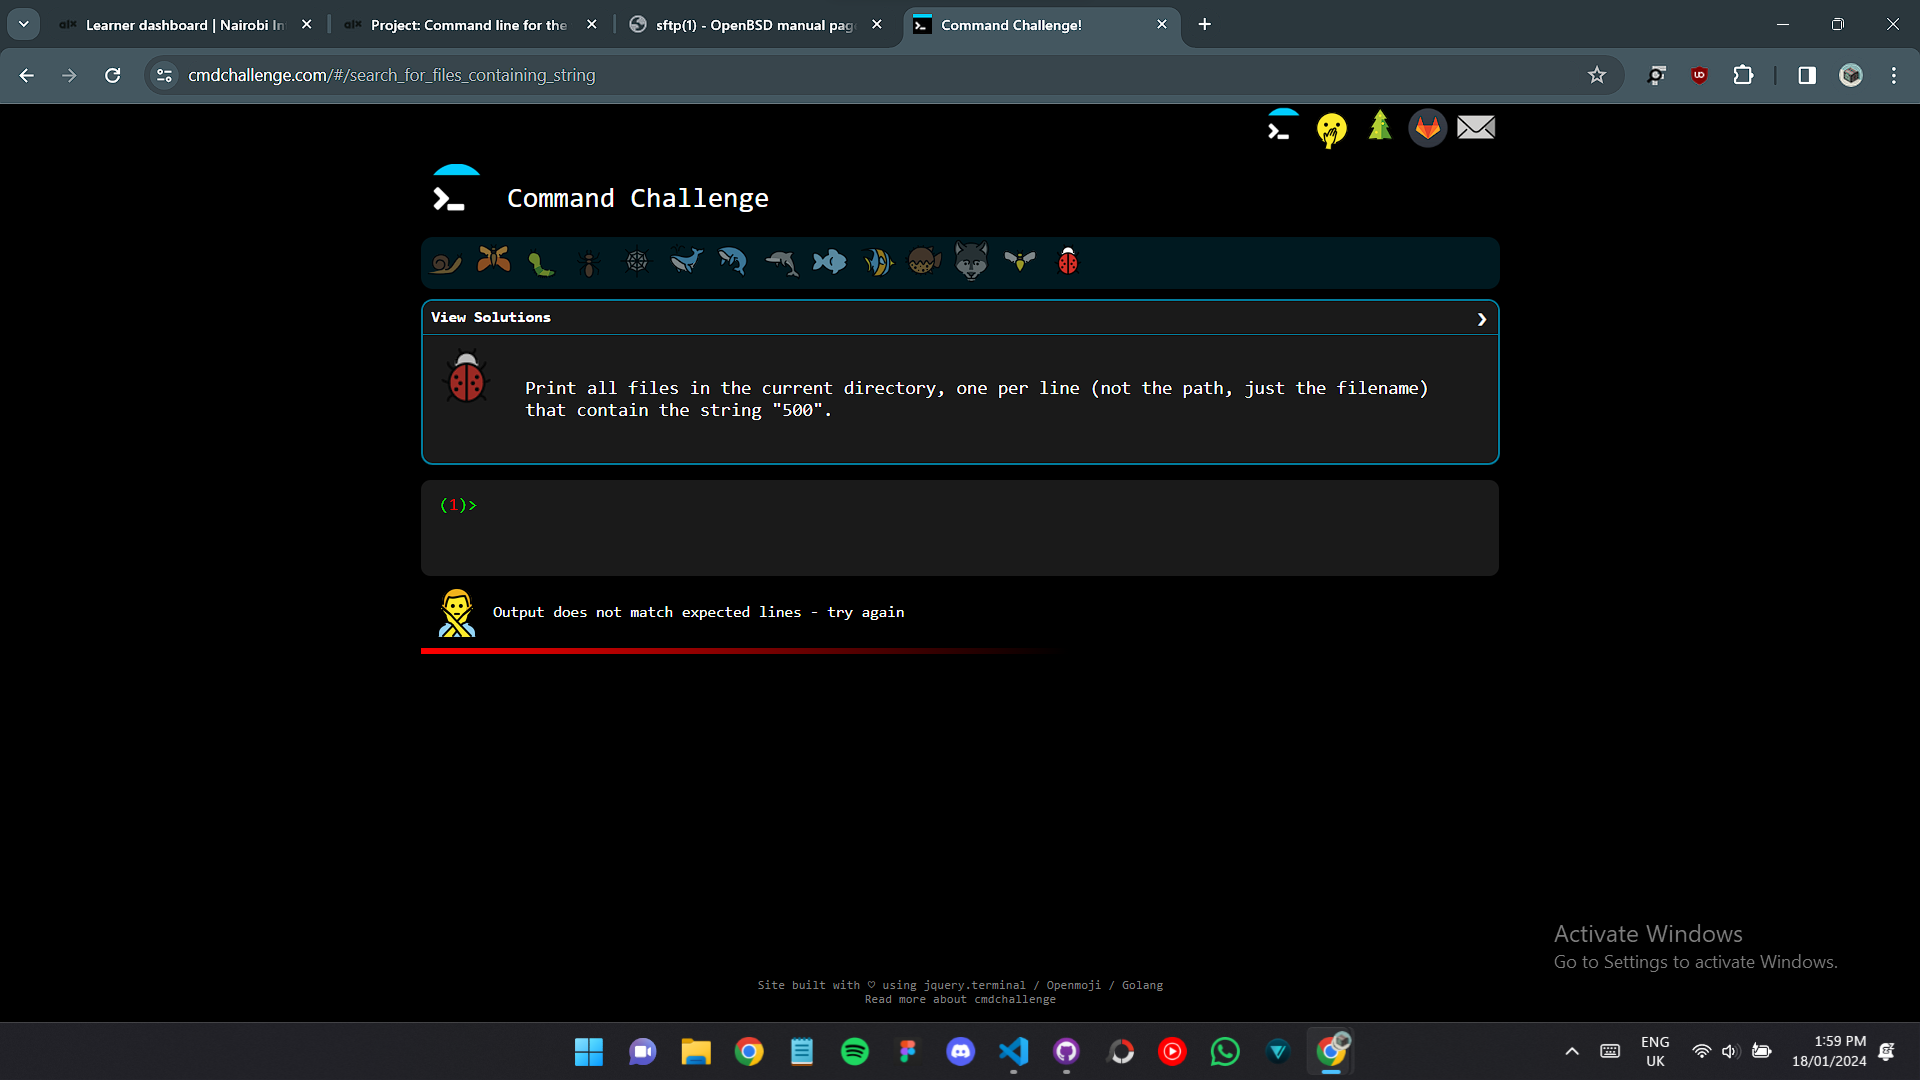 Learner dashboard | Nairobi In
Project: Command line for the
sftp(1) - OpenBSD manual page
Command Challenge!
cmdchallenge.com/#/search_for_files_containing_string
Command Challenge
View Solutions
Print all files in the current directory, one per line (not the path, just the filename)
that contain the string "500".
(1)>
Output does not match expected lines - try again
Activate Windows
Go to Settings to activate Windows.
Site built with ♡ using jquery.terminal / Openmoji / Golang
Read more about cmdchallenge
ENG
UK
1:59 PM
18/01/2024